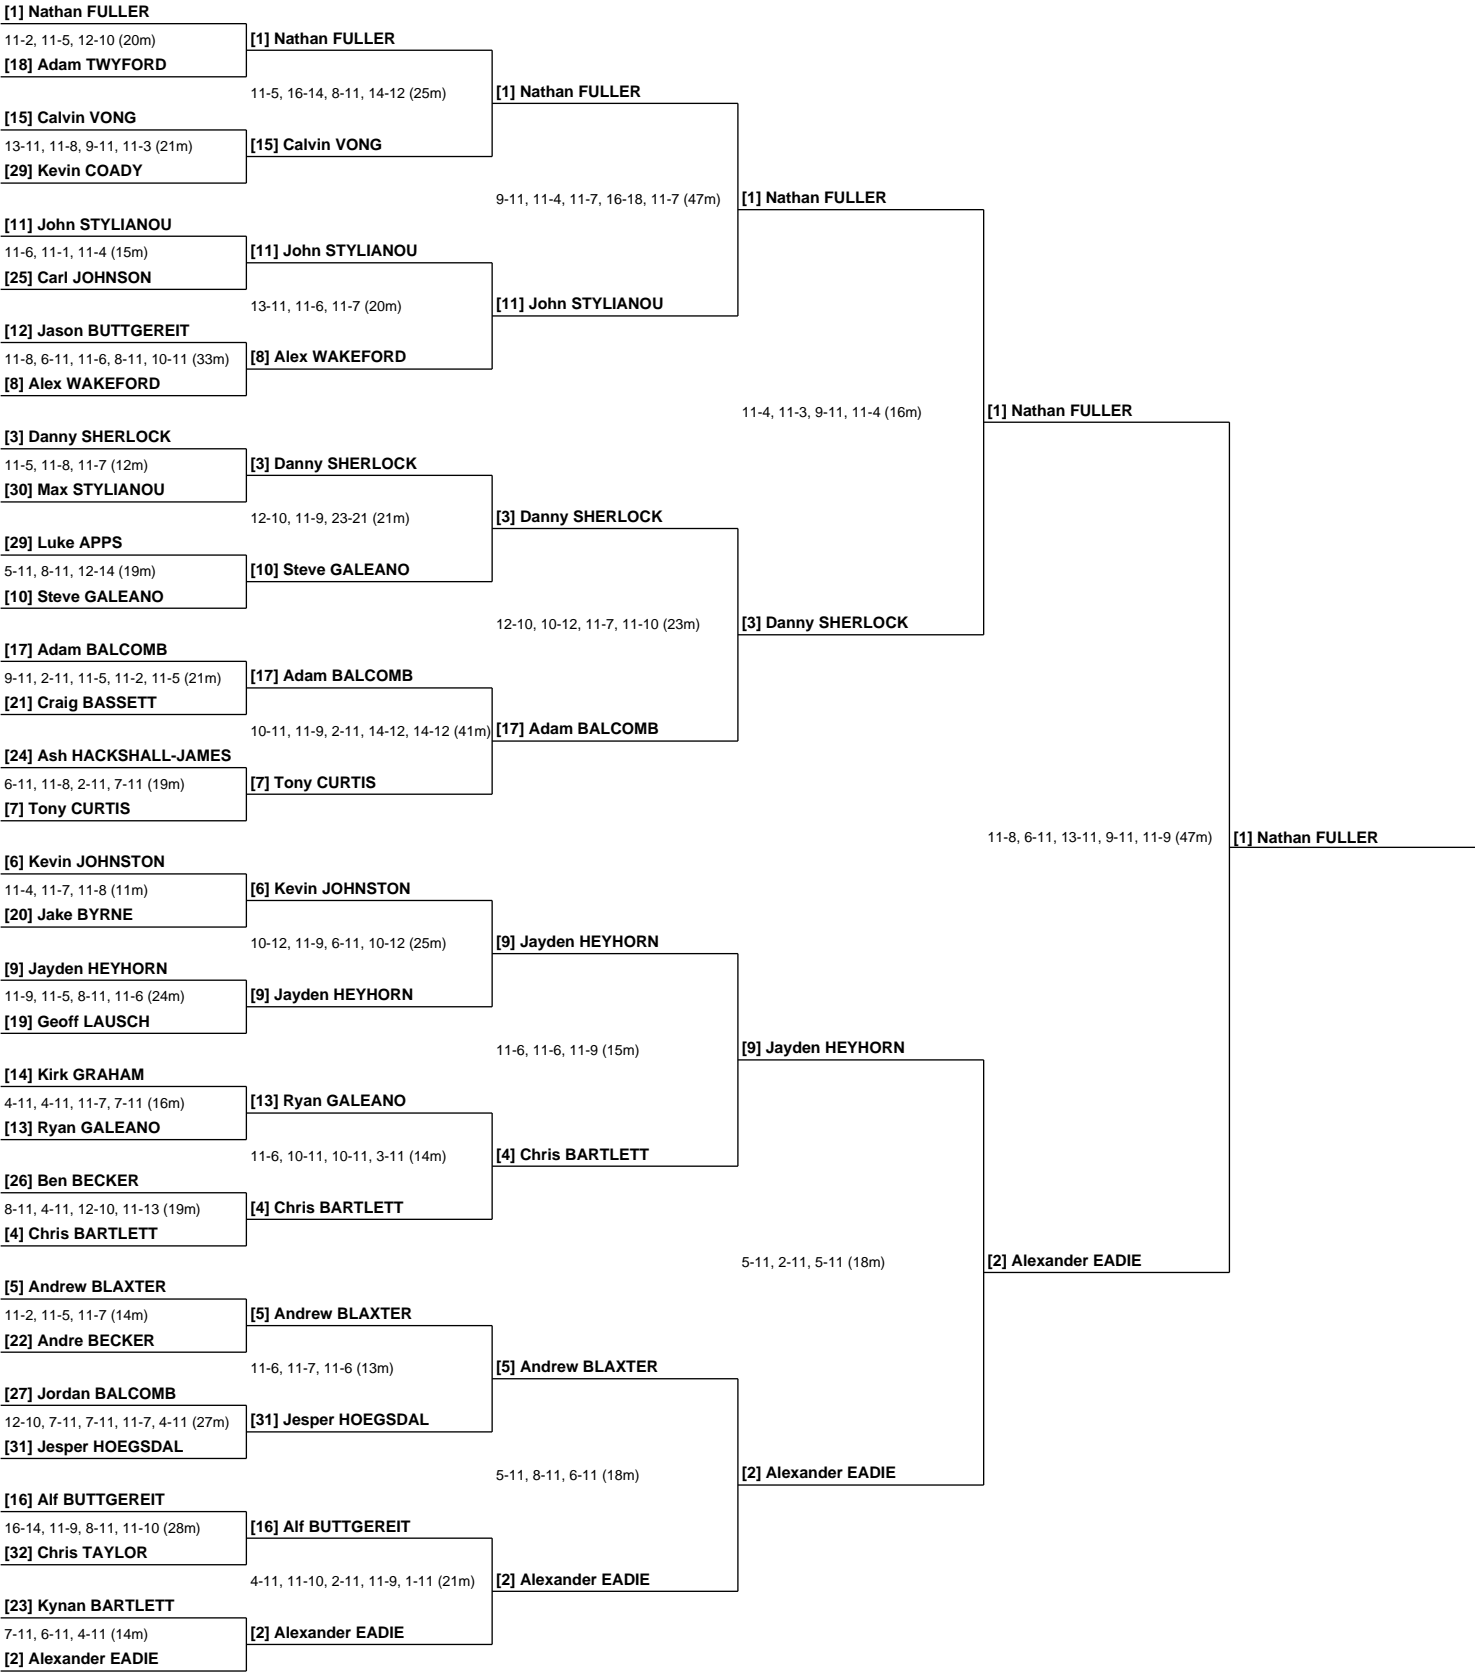 [1] Nathan FULLER
11-2, 11-5, 12-10 (20m)
[1] Nathan FULLER
[18] Adam TWYFORD
11-5, 16-14, 8-11, 14-12 (25m)
[1] Nathan FULLER
[15] Calvin VONG
13-11, 11-8, 9-11, 11-3 (21m)
[15] Calvin VONG
[29] Kevin COADY
9-11, 11-4, 11-7, 16-18, 11-7 (47m)
[1] Nathan FULLER
[11] John STYLIANOU
11-6, 11-1, 11-4 (15m)
[11] John STYLIANOU
[25] Carl JOHNSON
13-11, 11-6, 11-7 (20m)
[11] John STYLIANOU
[12] Jason BUTTGEREIT
11-8, 6-11, 11-6, 8-11, 10-11 (33m)
[8] Alex WAKEFORD
[8] Alex WAKEFORD
11-4, 11-3, 9-11, 11-4 (16m)
[1] Nathan FULLER
[3] Danny SHERLOCK
11-5, 11-8, 11-7 (12m)
[3] Danny SHERLOCK
[30] Max STYLIANOU
12-10, 11-9, 23-21 (21m)
[3] Danny SHERLOCK
[29] Luke APPS
5-11, 8-11, 12-14 (19m)
[10] Steve GALEANO
[10] Steve GALEANO
12-10, 10-12, 11-7, 11-10 (23m)
[3] Danny SHERLOCK
[17] Adam BALCOMB
9-11, 2-11, 11-5, 11-2, 11-5 (21m)
[17] Adam BALCOMB
[21] Craig BASSETT
10-11, 11-9, 2-11, 14-12, 14-12 (41m)
[17] Adam BALCOMB
[24] Ash HACKSHALL-JAMES
6-11, 11-8, 2-11, 7-11 (19m)
[7] Tony CURTIS
[7] Tony CURTIS
11-8, 6-11, 13-11, 9-11, 11-9 (47m)
[1] Nathan FULLER
[6] Kevin JOHNSTON
11-4, 11-7, 11-8 (11m)
[6] Kevin JOHNSTON
[20] Jake BYRNE
10-12, 11-9, 6-11, 10-12 (25m)
[9] Jayden HEYHORN
[9] Jayden HEYHORN
11-9, 11-5, 8-11, 11-6 (24m)
[9] Jayden HEYHORN
[19] Geoff LAUSCH
11-6, 11-6, 11-9 (15m)
[9] Jayden HEYHORN
[14] Kirk GRAHAM
4-11, 4-11, 11-7, 7-11 (16m)
[13] Ryan GALEANO
[13] Ryan GALEANO
11-6, 10-11, 10-11, 3-11 (14m)
[4] Chris BARTLETT
[26] Ben BECKER
8-11, 4-11, 12-10, 11-13 (19m)
[4] Chris BARTLETT
[4] Chris BARTLETT
5-11, 2-11, 5-11 (18m)
[2] Alexander EADIE
[5] Andrew BLAXTER
11-2, 11-5, 11-7 (14m)
[5] Andrew BLAXTER
[22] Andre BECKER
11-6, 11-7, 11-6 (13m)
[5] Andrew BLAXTER
[27] Jordan BALCOMB
12-10, 7-11, 7-11, 11-7, 4-11 (27m)
[31] Jesper HOEGSDAL
[31] Jesper HOEGSDAL
5-11, 8-11, 6-11 (18m)
[2] Alexander EADIE
[16] Alf BUTTGEREIT
16-14, 11-9, 8-11, 11-10 (28m)
[16] Alf BUTTGEREIT
[32] Chris TAYLOR
4-11, 11-10, 2-11, 11-9, 1-11 (21m)
[2] Alexander EADIE
[23] Kynan BARTLETT
7-11, 6-11, 4-11 (14m)
[2] Alexander EADIE
[2] Alexander EADIE